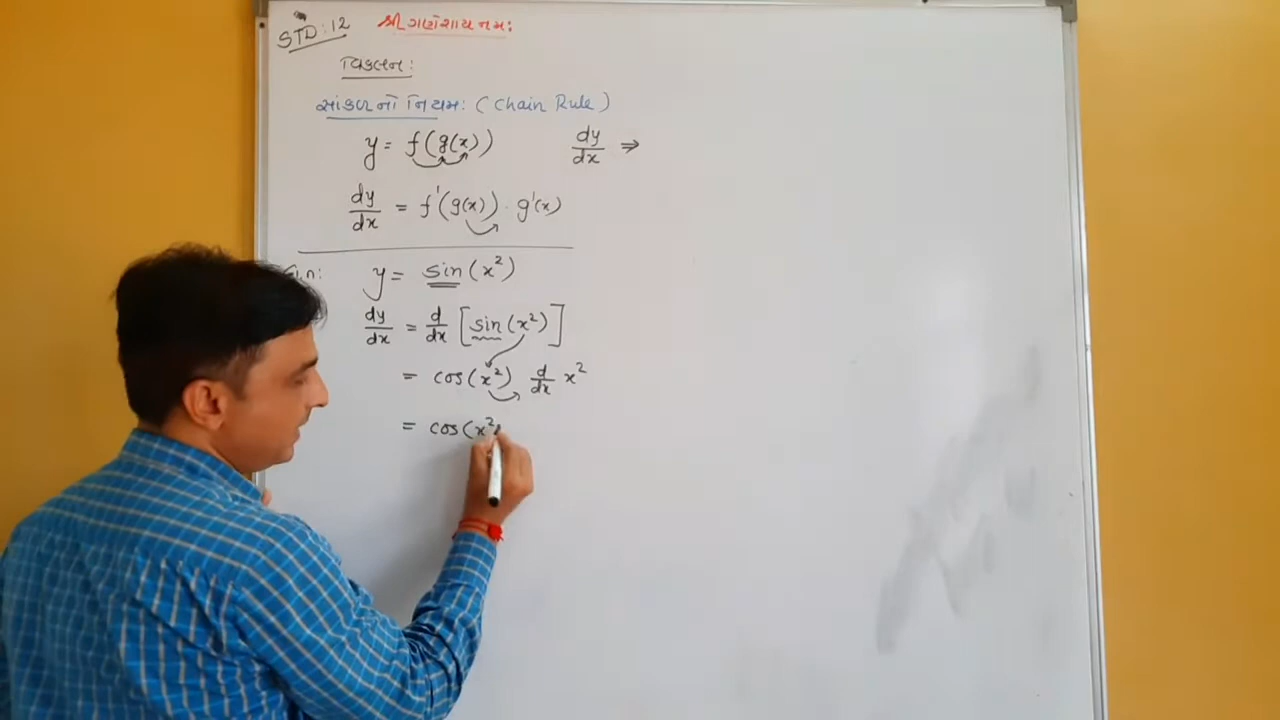 STD: 12
શ્રી ગણેશાય નમઃ
વિકલન:
સાંકળનો નિયમ: (Chain Rule)
y = f(g(x)) dy/dx ⇒
dy/dx = f'(g(x)) · g'(x)
y = sin(x²)
dy/dx = d/dx [sin(x²)]
= cos(x²) d/dx x²
= cos(x²)